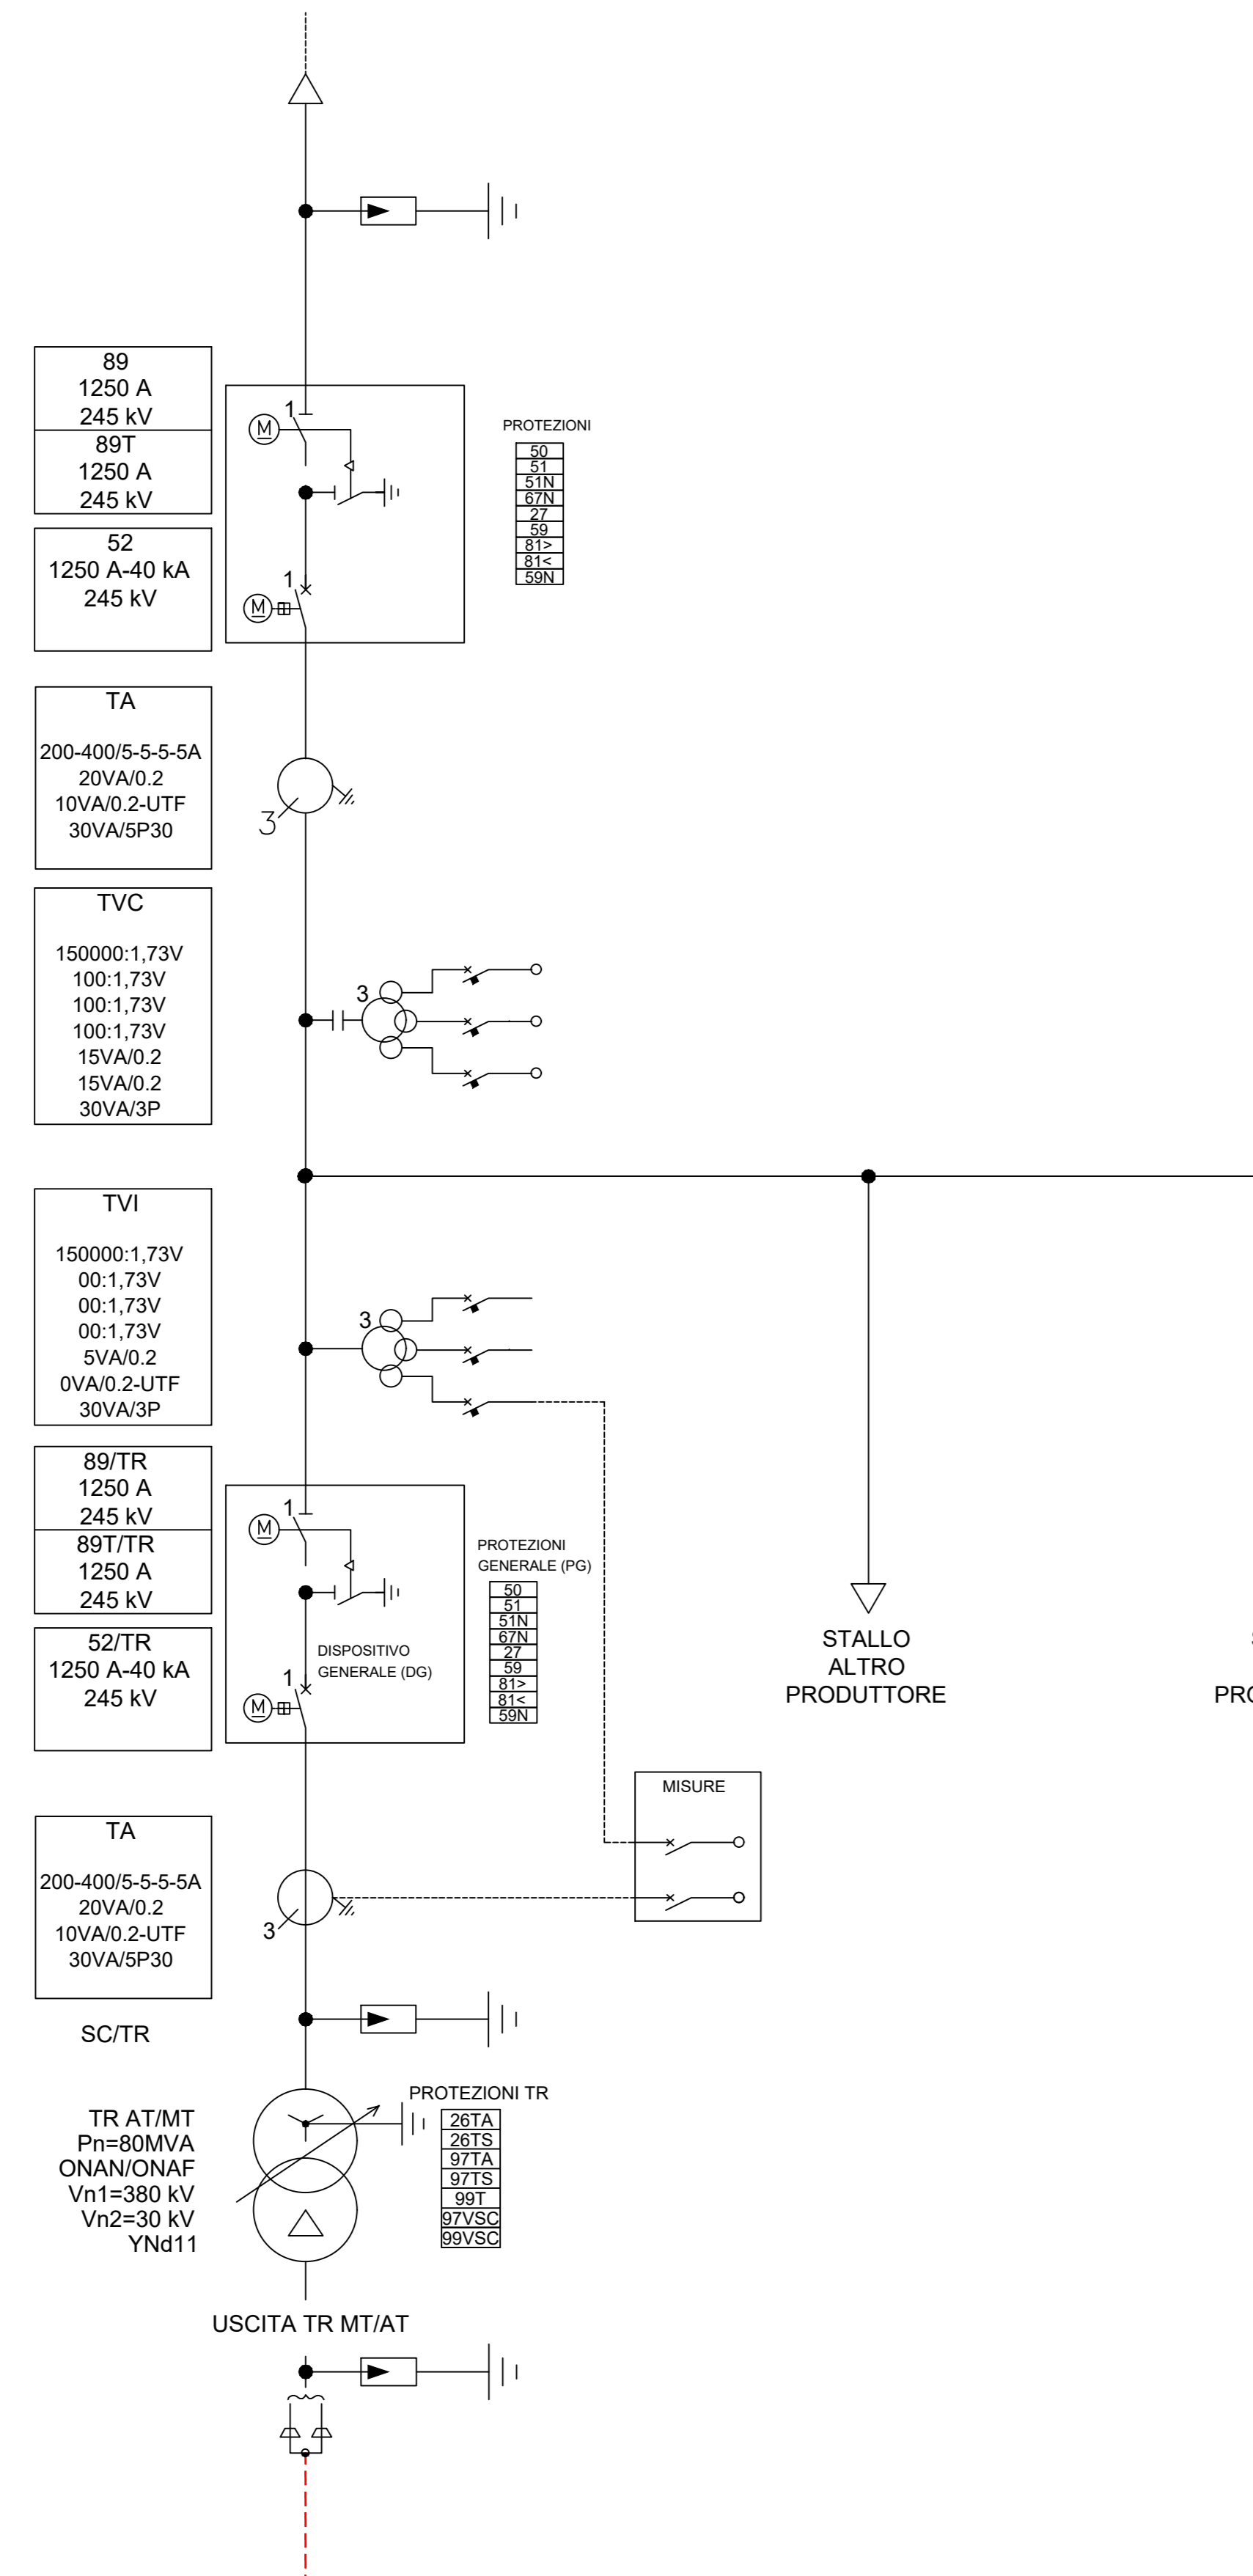 89
1250 A
245 kV
89T
1250 A
245 kV
52
1250 A-40 kA
245 kV
1
M
1
M
PROTEZIONI
50
51
51N
67N
27
59
81>
81<
59N
TA
200-400/5-5-5-5A
20VA/0.2
10VA/0.2-UTF
30VA/5P30
3
TVC
150000:1,73V
100:1,73V
100:1,73V
100:1,73V
15VA/0.2
15VA/0.2
30VA/3P
3
TVI
150000:1,73V
00:1,73V
00:1,73V
00:1,73V
5VA/0.2
0VA/0.2-UTF
30VA/3P
3
89/TR
1250 A
245 kV
89T/TR
1250 A
245 kV
52/TR
1250 A-40 kA
245 kV
1
M
DISPOSITIVO
GENERALE (DG)
1
M
PROTEZIONI
GENERALE (PG)
50
51
51N
67N
27
59
81>
81<
59N
STALLO
ALTRO
PRODUTTORE
MISURE
TA
200-400/5-5-5-5A
20VA/0.2
10VA/0.2-UTF
30VA/5P30
3
SC/TR
TR AT/MT
Pn=80MVA
ONAN/ONAF
Vn1=380 kV
Vn2=30 kV
YNd11
PROTEZIONI TR
26TA
26TS
97TA
97TS
99T
97VSC
99VSC
USCITA TR MT/AT